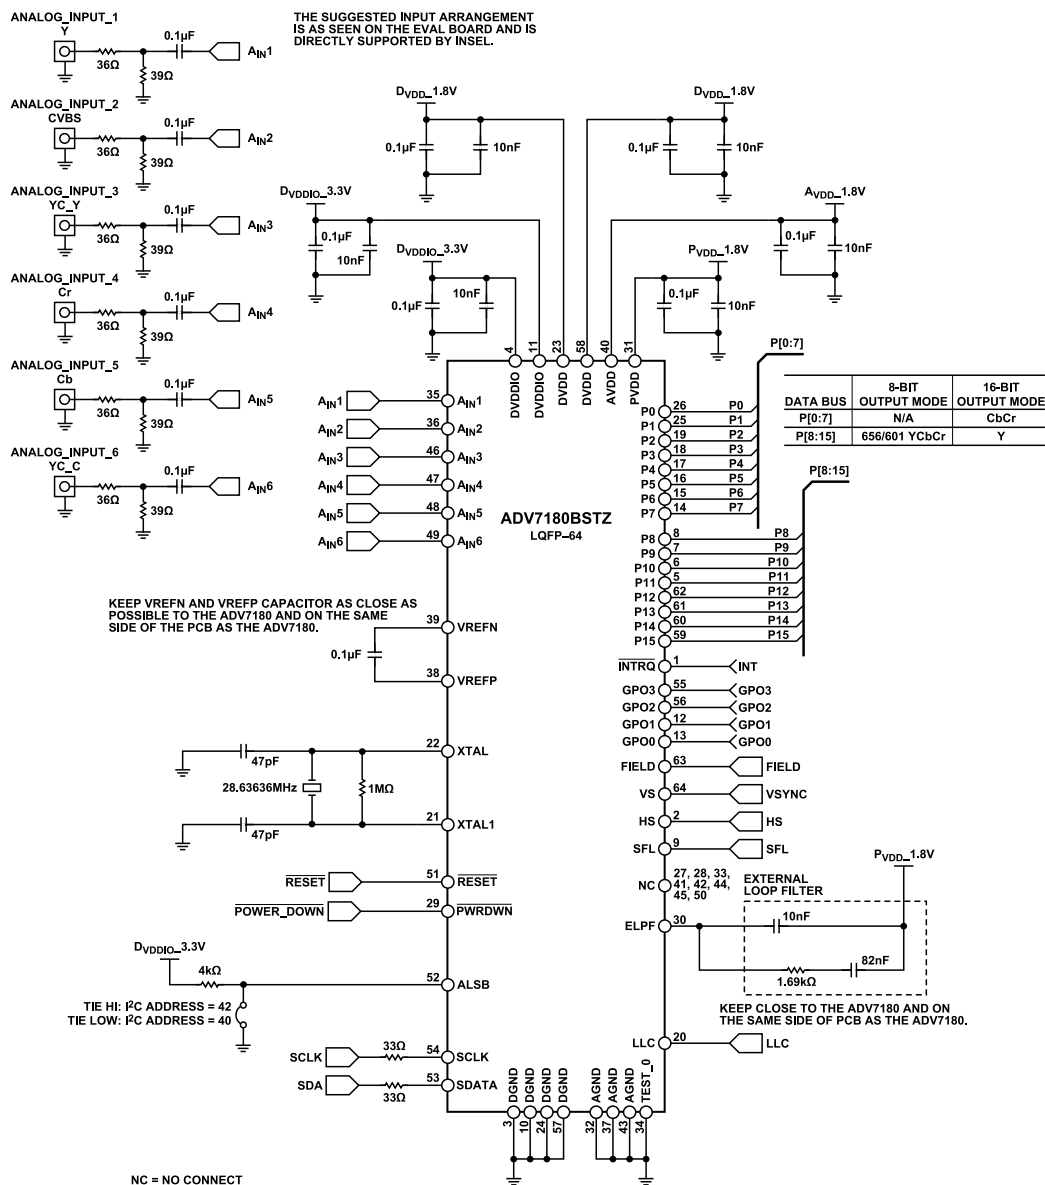 ANALOG_INPUT_1
Y
0.1µF
AIN1
36Ω
39Ω
THE SUGGESTED INPUT ARRANGEMENT
IS AS SEEN ON THE EVAL BOARD AND IS
DIRECTLY SUPPORTED BY INSEL.
ANALOG_INPUT_2
CVBS
0.1µF
AIN2
36Ω
39Ω
ANALOG_INPUT_3
YC_Y
0.1µF
AIN3
36Ω
39Ω
ANALOG_INPUT_4
Cr
0.1µF
AIN4
36Ω
39Ω
ANALOG_INPUT_5
Cb
0.1µF
AIN5
36Ω
39Ω
ANALOG_INPUT_6
YC_C
0.1µF
AIN6
36Ω
39Ω
DVDD_1.8V
0.1µF
10nF
DVDD_1.8V
0.1µF
10nF
DVDDIO_3.3V
0.1µF
10nF
AVDD_1.8V
0.1µF
10nF
DVDDIO_3.3V
0.1µF
10nF
PVDD_1.8V
0.1µF
10nF
4 11 23 58 40 31
DVDDIO DVDDIO DVDD DVDD AVDD PVDD
P[0:7]
DATA BUS 8-BIT OUTPUT MODE 16-BIT OUTPUT MODE
P[0:7] N/A CbCr
P[8:15] 656/601 YCbCr Y
P[8:15]
AIN1 35 AIN1
AIN2 36 AIN2
AIN3 46 AIN3
AIN4 47 AIN4
AIN5 48 AIN5
AIN6 49 AIN6
ADV7180BSTZ
LQFP–64
P0 26 P0
P1 25 P1
P2 19 P2
P3 18 P3
P4 17 P4
P5 16 P5
P6 15 P6
P7 14 P7
P8 8 P8
P9 7 P9
P10 6 P10
P11 5 P11
P12 62 P12
P13 61 P13
P14 60 P14
P15 59 P15
KEEP VREFN AND VREFP CAPACITOR AS CLOSE AS
POSSIBLE TO THE ADV7180 AND ON THE SAME
SIDE OF THE PCB AS THE ADV7180.
39 VREFN
0.1µF
38 VREFP
INTRQ 1 INT
GPO3 55 GPO3
GPO2 56 GPO2
GPO1 12 GPO1
GPO0 13 GPO0
FIELD 63 FIELD
VS 64 VSYNC
HS 2 HS
SFL 9 SFL
47pF
22 XTAL
28.63636MHz
1MΩ
47pF
21 XTAL1
RESET 51 RESET
POWER_DOWN 29 PWRDWN
NC 27, 28, 33,
41, 42, 44,
45, 50
EXTERNAL
LOOP FILTER
PVDD_1.8V
ELPF 30
10nF
82nF
1.69kΩ
KEEP CLOSE TO THE ADV7180 AND ON
THE SAME SIDE OF PCB AS THE ADV7180.
DVDDIO_3.3V
4kΩ
52 ALSB
TIE HI: I2C ADDRESS = 42
TIE LOW: I2C ADDRESS = 40
LLC 20 LLC
SCLK 33Ω 54 SCLK
SDA 33Ω 53 SDATA
DGND DGND DGND DGND AGND AGND AGND TEST_0
3 10 24 57 32 37 43 34
NC = NO CONNECT